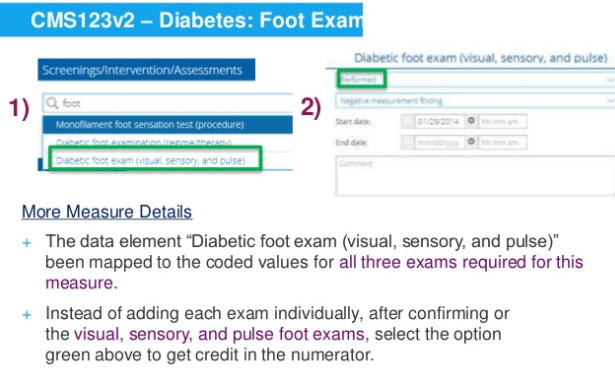 CMS123v2 – Diabetes: Foot Exam
Screenings/Intervention/Assessments
1)
foot
Monofilament foot sensation test (procedure)
Diabetic foot examination (regime/therapy)
Diabetic foot exam (visual, sensory, and pulse)
2)
Diabetic foot exam (visual, sensory, and pulse)
Performed
Negative measurement finding
Start date: 01/29/2014 hh:mm am
End date: mm/dd/yyyy hh:mm am
Comment
More Measure Details
+ The data element “Diabetic foot exam (visual, sensory, and pulse)”
been mapped to the coded values for all three exams required for this
measure.
+ Instead of adding each exam individually, after confirming or
the visual, sensory, and pulse foot exams, select the option
green above to get credit in the numerator.